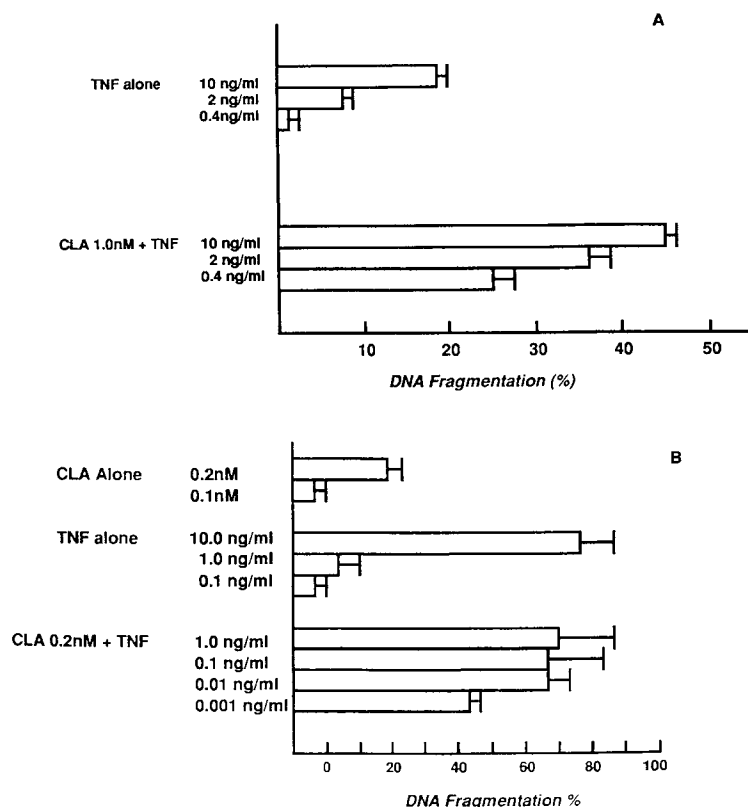 A
TNF alone
10 ng/ml
2 ng/ml
0.4ng/ml
CLA 1.0nM + TNF
10 ng/ml
2 ng/ml
0.4 ng/ml
10 20 30 40 50
DNA Fragmentation (%)
B
CLA Alone
0.2nM
0.1nM
TNF alone
10.0 ng/ml
1.0 ng/ml
0.1 ng/ml
CLA 0.2nM + TNF
1.0 ng/ml
0.1 ng/ml
0.01 ng/ml
0.001 ng/ml
0 20 40 60 80 100
DNA Fragmentation %